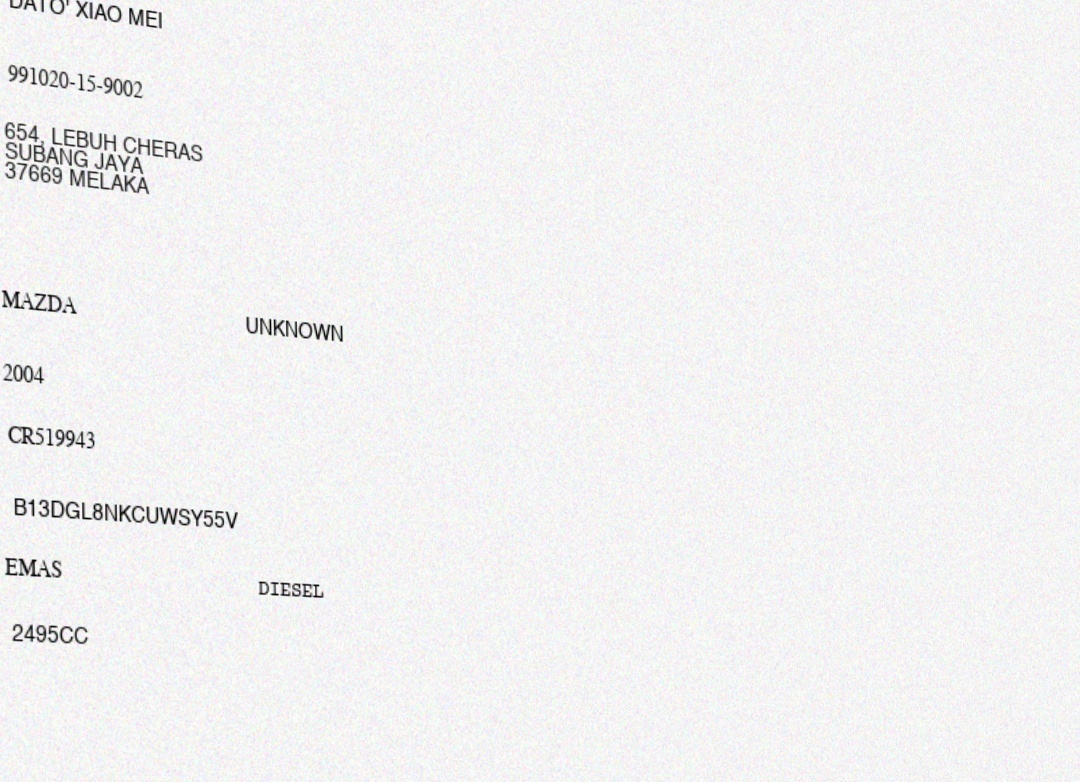 DATO' XIAO MEI
991020-15-9002
654, LEBUH CHERAS
SUBANG JAYA
37669 MELAKA
MAZDA
UNKNOWN
2004
CR519943
B13DGL8NKCUWSY55V
EMAS
DIESEL
2495CC